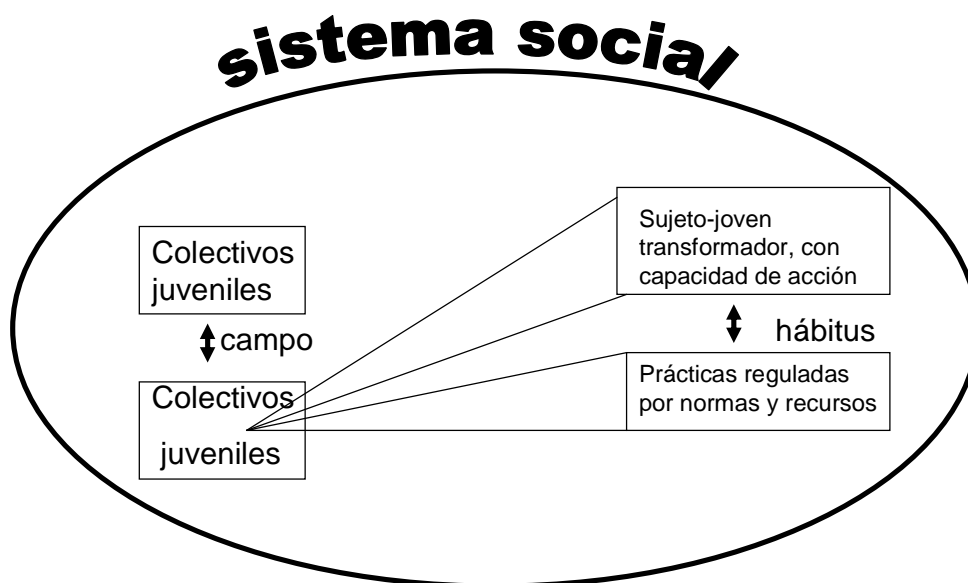 sistema social
Colectivos
juveniles
campo
Colectivos
juveniles
Sujeto-joven
transformador, con
capacidad de acción
hábitus
Prácticas reguladas
por normas y recursos